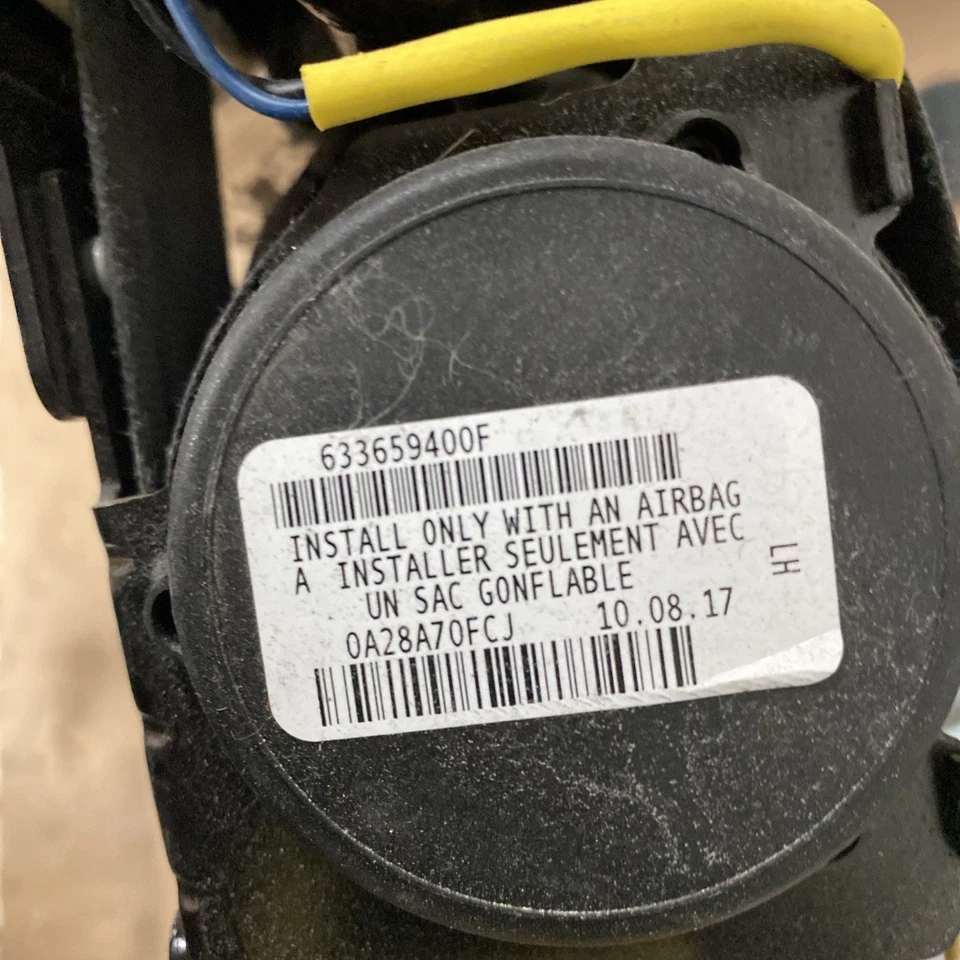 633659400F
INSTALL ONLY WITH AN AIRBAG
A INSTALLER SEULEMENT AVEC
UN SAC GONFLABLE
LH
0A28A70FCJ 10.08.17